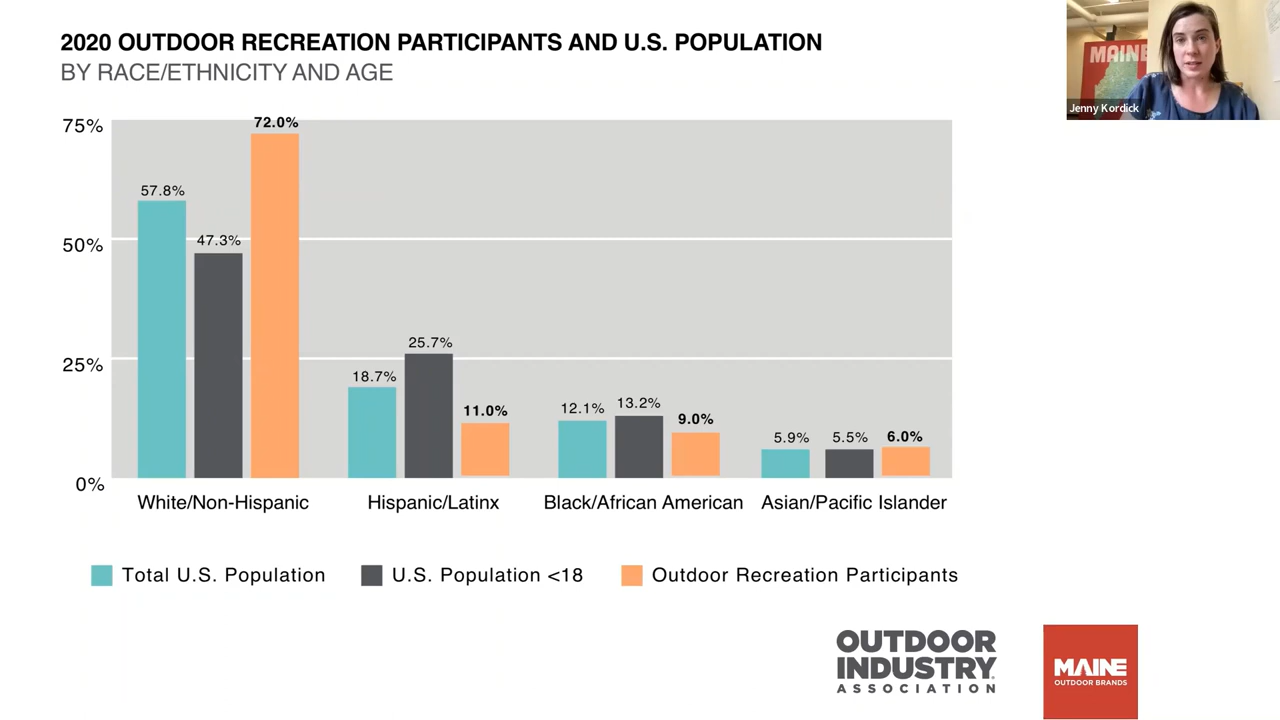 2020 OUTDOOR RECREATION PARTICIPANTS AND U.S. POPULATION
BY RACE/ETHNICITY AND AGE
MAINE
Jenny Kordick
75%
50%
25%
0%
57.8%
47.3%
72.0%
18.7%
25.7%
11.0%
12.1%
13.2%
9.0%
5.9%
5.5%
6.0%
White/Non-Hispanic
Hispanic/Latinx
Black/African American
Asian/Pacific Islander
Total U.S. Population
U.S. Population <18
Outdoor Recreation Participants
OUTDOOR
INDUSTRY
ASSOCIATION
MAINE
OUTDOOR BRANDS